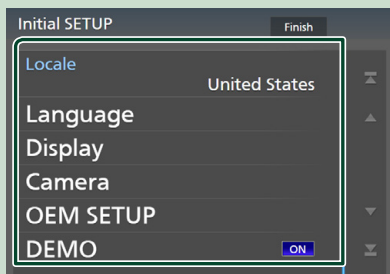 Initial SETUP
Finish
Locale
United States
Language
Display
Camera
OEM SETUP
DEMO ON